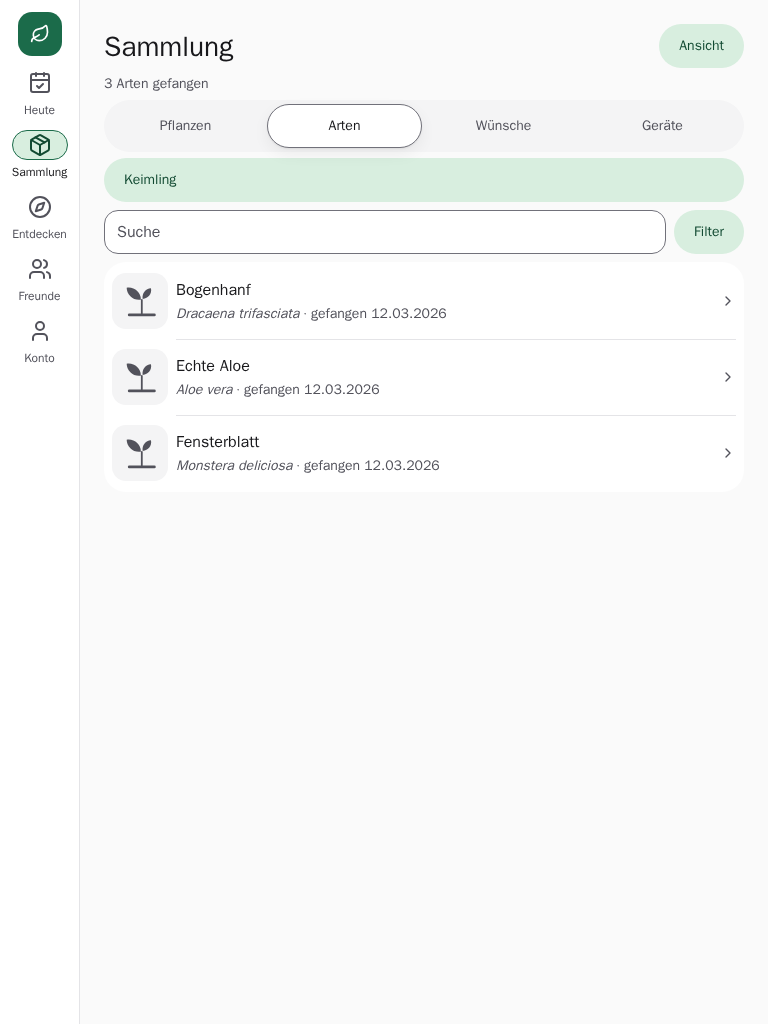 Sammlung
Ansicht
3 Arten gefangen
Pflanzen
Arten
Wünsche
Geräte
Keimling
Suche
Filter
Bogenhanf
Dracaena trifasciata · gefangen 12.03.2026
Echte Aloe
Aloe vera · gefangen 12.03.2026
Fensterblatt
Monstera deliciosa · gefangen 12.03.2026
Heute
Sammlung
Entdecken
Freunde
Konto